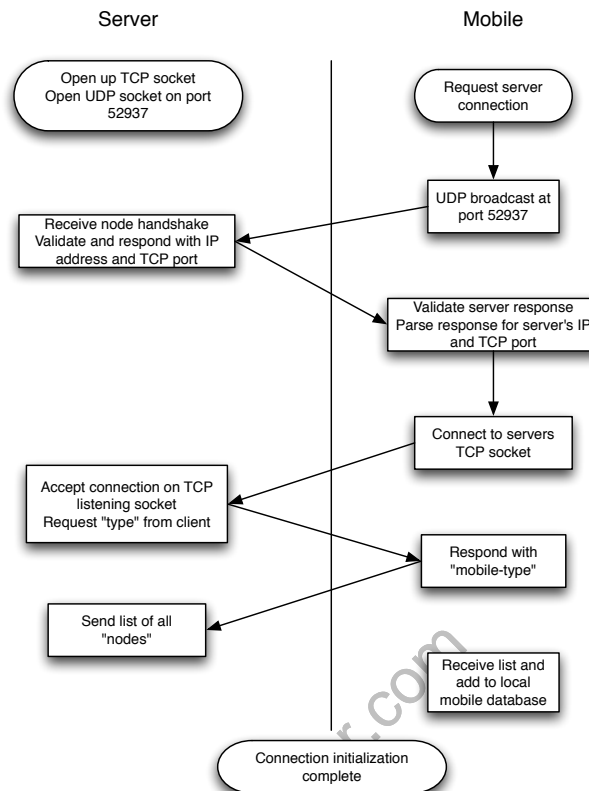 Server
Mobile
Open up TCP socket
Open UDP socket on port
52937
Request server
connection
UDP broadcast at
port 52937
Receive node handshake
Validate and respond with IP
address and TCP port
Validate server response
Parse response for server's IP
and TCP port
Connect to servers
TCP socket
Accept connection on TCP
listening socket
Request "type" from client
Respond with
"mobile-type"
Send list of all
"nodes"
Receive list and
add to local
mobile database
r.com
Connection initialization
complete